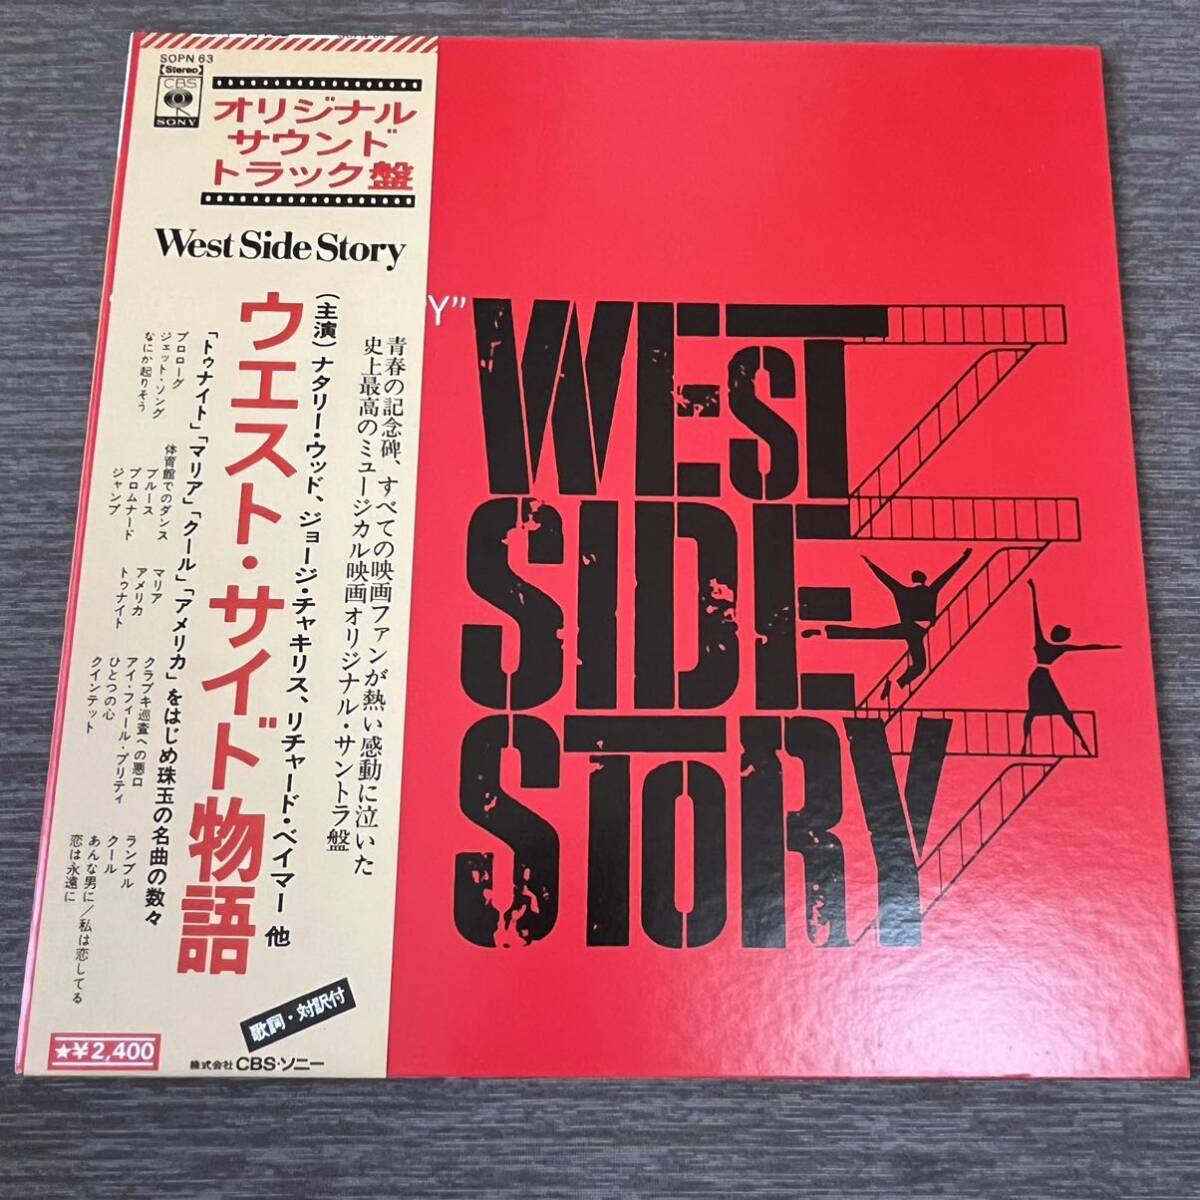 SOPN 63
[Stereo]
CBS
SONY
オリジナル
サウンド
トラック盤
West Side Story
青春の記念碑、すべての映画ファンが熱い感動に泣いた
史上最高のミュージカル映画オリジナル・サントラ盤
(主演)ナタリー・ウッド、ジョージ・チャキリス、リチャード・ベイマー 他
ウエスト・サイド物語
「トゥナイト」「マリア」「クール」「アメリカ」をはじめ珠玉の名曲の数々
プロローグ
ジェット・ソング
なにか起りそう
体育館でのダンス
ブルース
プロムナード
ジャンプ
マリア
アメリカ
トゥナイト
クラプキ巡査への悪口
アイ・フィール・プリティ
ひとつの心
クインテット
ランブル
クール
あんな男に/私は恋してる
恋は永遠に
歌詞・対訳付
★¥2,400
株式会社 CBS・ソニー
Y"
WEST
SIDE
STORY